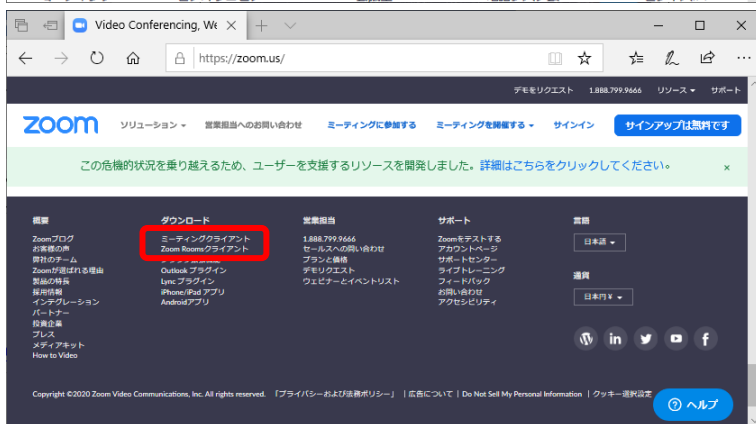 Video Conferencing, We
https://zoom.us/
デモをリクエスト 1.888.799.9666 リソース サポート
zoom ソリューション 営業担当へのお問い合わせ ミーティングに参加する ミーティングを開催する サインイン サインアップは無料です
この危機的状況を乗り越えるため、ユーザーを支援するリソースを開発しました。詳細はこちらをクリックしてください。 ×
概要
Zoomブログ
お客様の声
弊社のチーム
Zoomが選ばれる理由
製品の特長
採用情報
インテグレーション
パートナー
投資企業
プレス
メディアキット
How to Video
ダウンロード
ミーティングクライアント
Zoom Roomsクライアント
Outlook プラグイン
Lync プラグイン
iPhone/iPad アプリ
Androidアプリ
営業担当
1.888.799.9666
セールスへの問い合わせ
プランと価格
デモリクエスト
ウェビナーとイベントリスト
サポート
Zoomをテストする
アカウントページ
サポートセンター
ライブトレーニング
フィードバック
お問い合わせ
アクセシビリティ
言語
日本語
通貨
日本円 ¥
in
f
Copyright ©2020 Zoom Video Communications, Inc. All rights reserved. 「プライバシーおよび法務ポリシー」 | 広告について | Do Not Sell My Personal Information | クッキー選択設定
ヘルプ